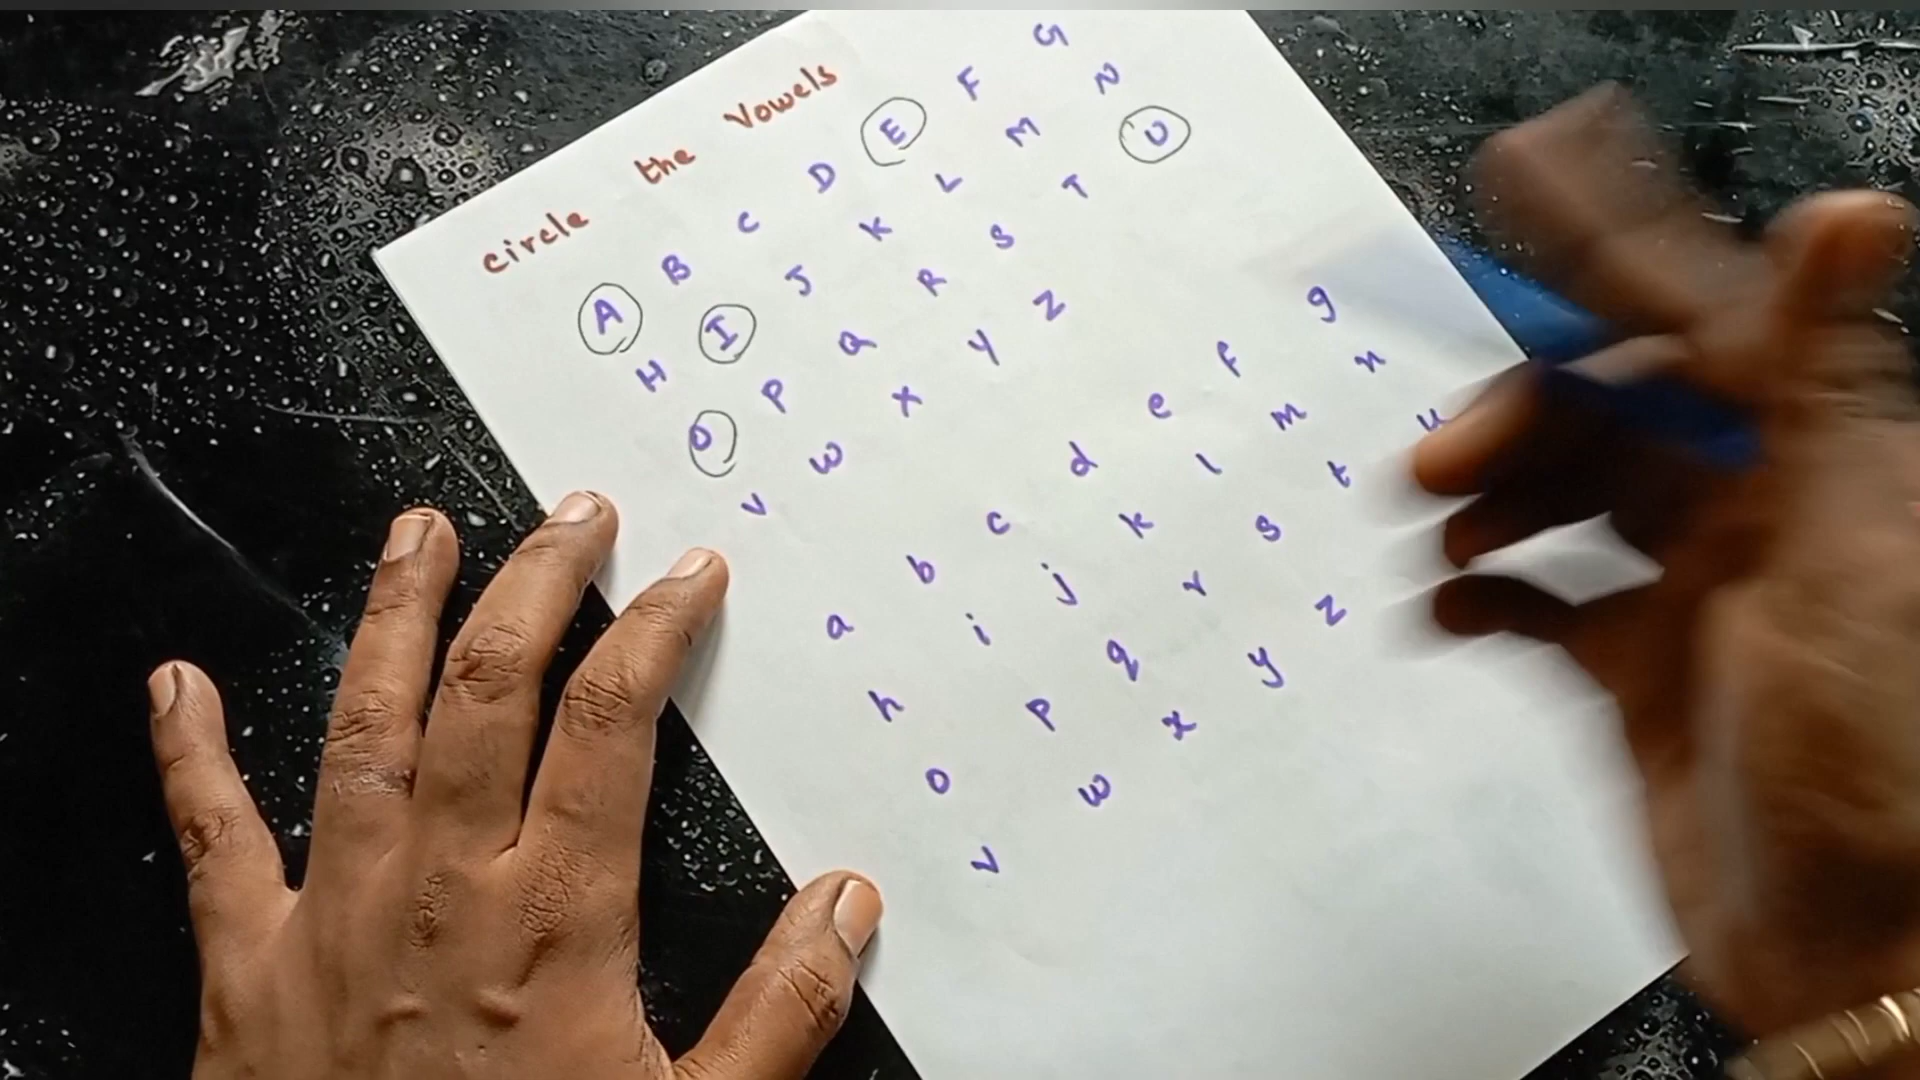 circle the Vowels
A B C D E F G
H I J K L M N
O P Q R S T U
V W X Y Z
a b c d e f g
h i j k l m n
o p q r s t u
v w x y z